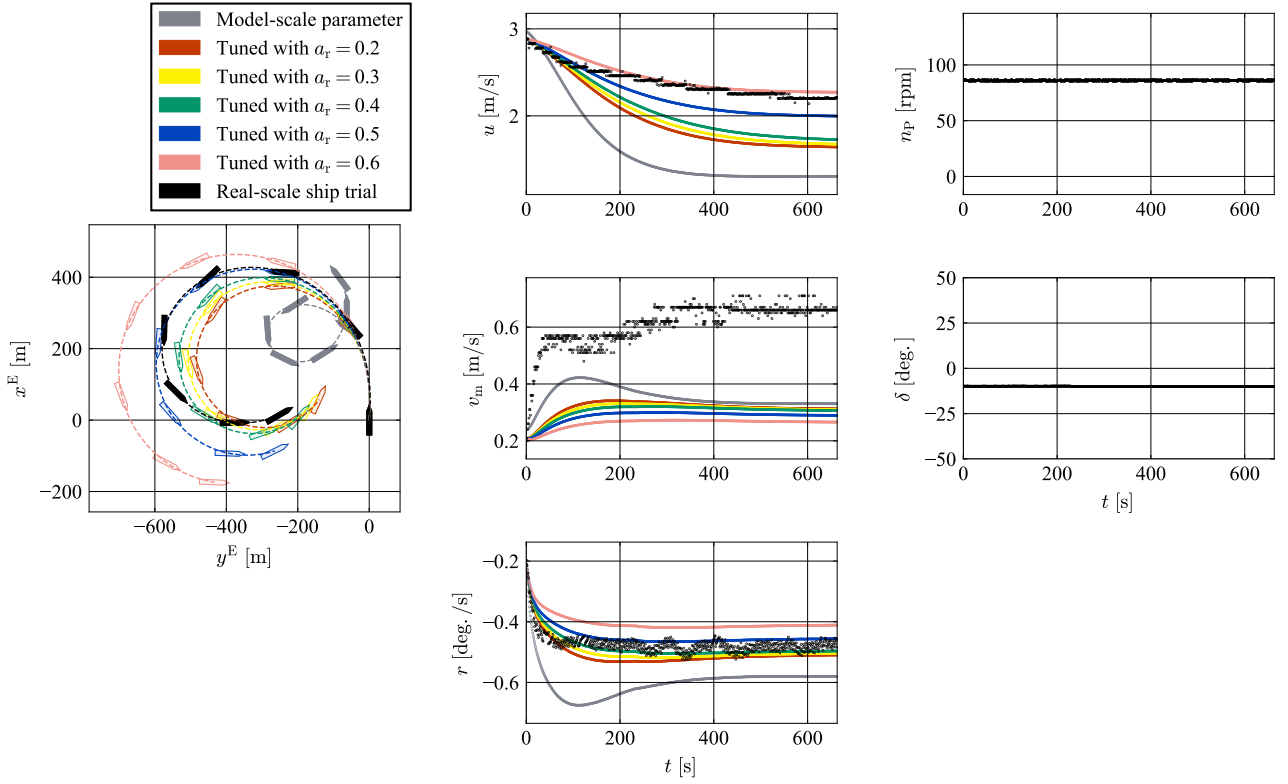 Model-scale parameter
Tuned with a_r = 0.2
Tuned with a_r = 0.3
Tuned with a_r = 0.4
Tuned with a_r = 0.5
Tuned with a_r = 0.6
Real-scale ship trial
400
200
0
−200
x^E [m]
−600 −400 −200 0
y^E [m]
3
2
u [m/s]
0 200 400 600
0.6
0.4
0.2
v_m [m/s]
0 200 400 600
−0.2
−0.4
−0.6
r [deg./s]
0 200 400 600
t [s]
100
50
0
n_P [rpm]
0 200 400 600
50
25
0
−25
−50
δ [deg.]
0 200 400 600
t [s]